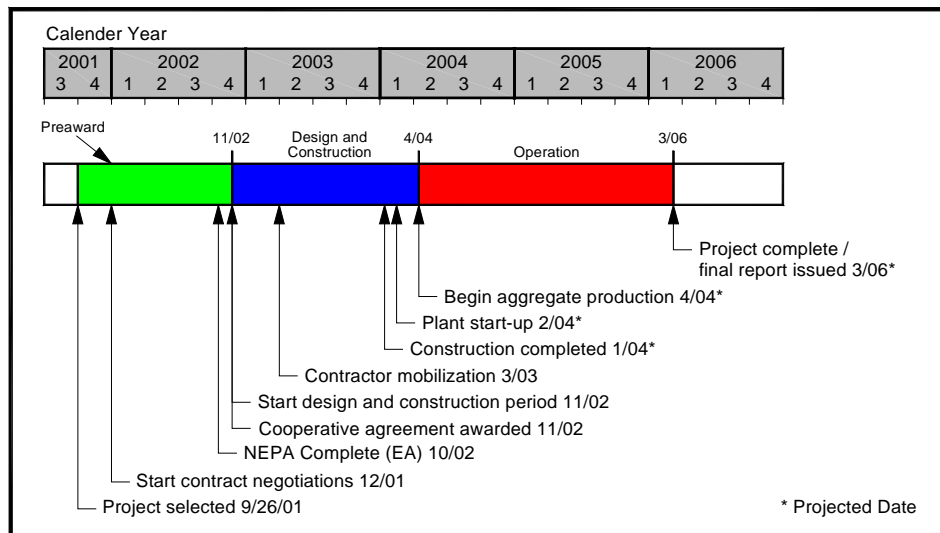 Calender Year
2001 2002 2003 2004 2005 2006
3 4 1 2 3 4 1 2 3 4 1 2 3 4 1 2 3 4 1 2 3 4
Preaward
11/02
Design and
Construction
4/04
Operation
3/06
Project complete /
final report issued 3/06*
Begin aggregate production 4/04*
Plant start-up 2/04*
Construction completed 1/04*
Contractor mobilization 3/03
Start design and construction period 11/02
Cooperative agreement awarded 11/02
NEPA Complete (EA) 10/02
Start contract negotiations 12/01
Project selected 9/26/01
* Projected Date